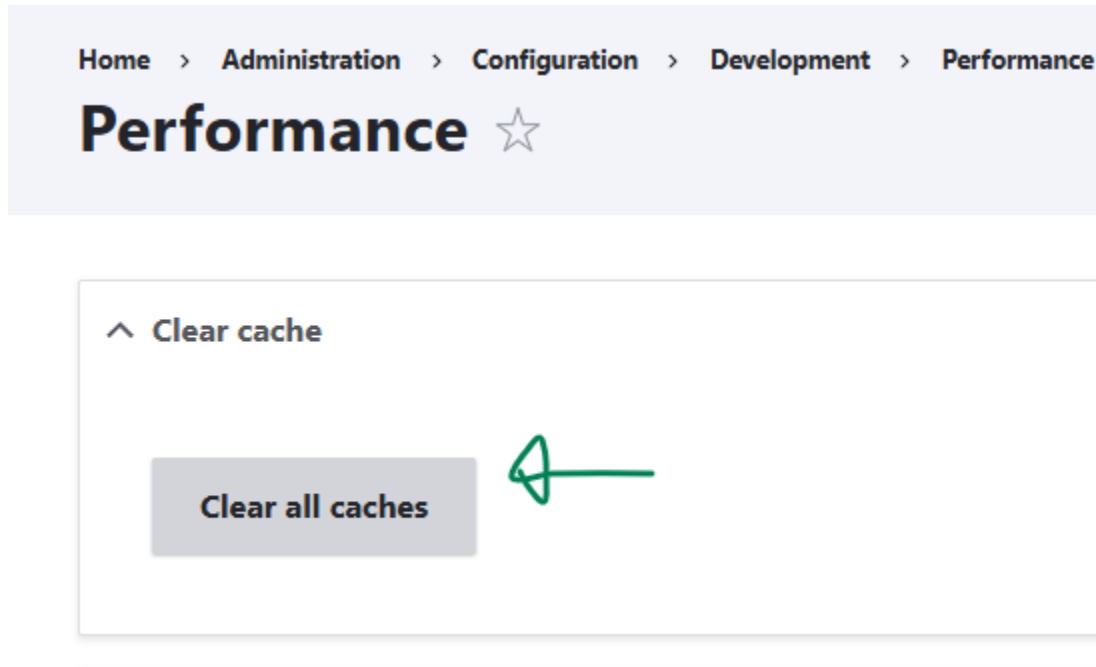 Home > Administration > Configuration > Development > Performance
Performance
Clear cache
Clear all caches